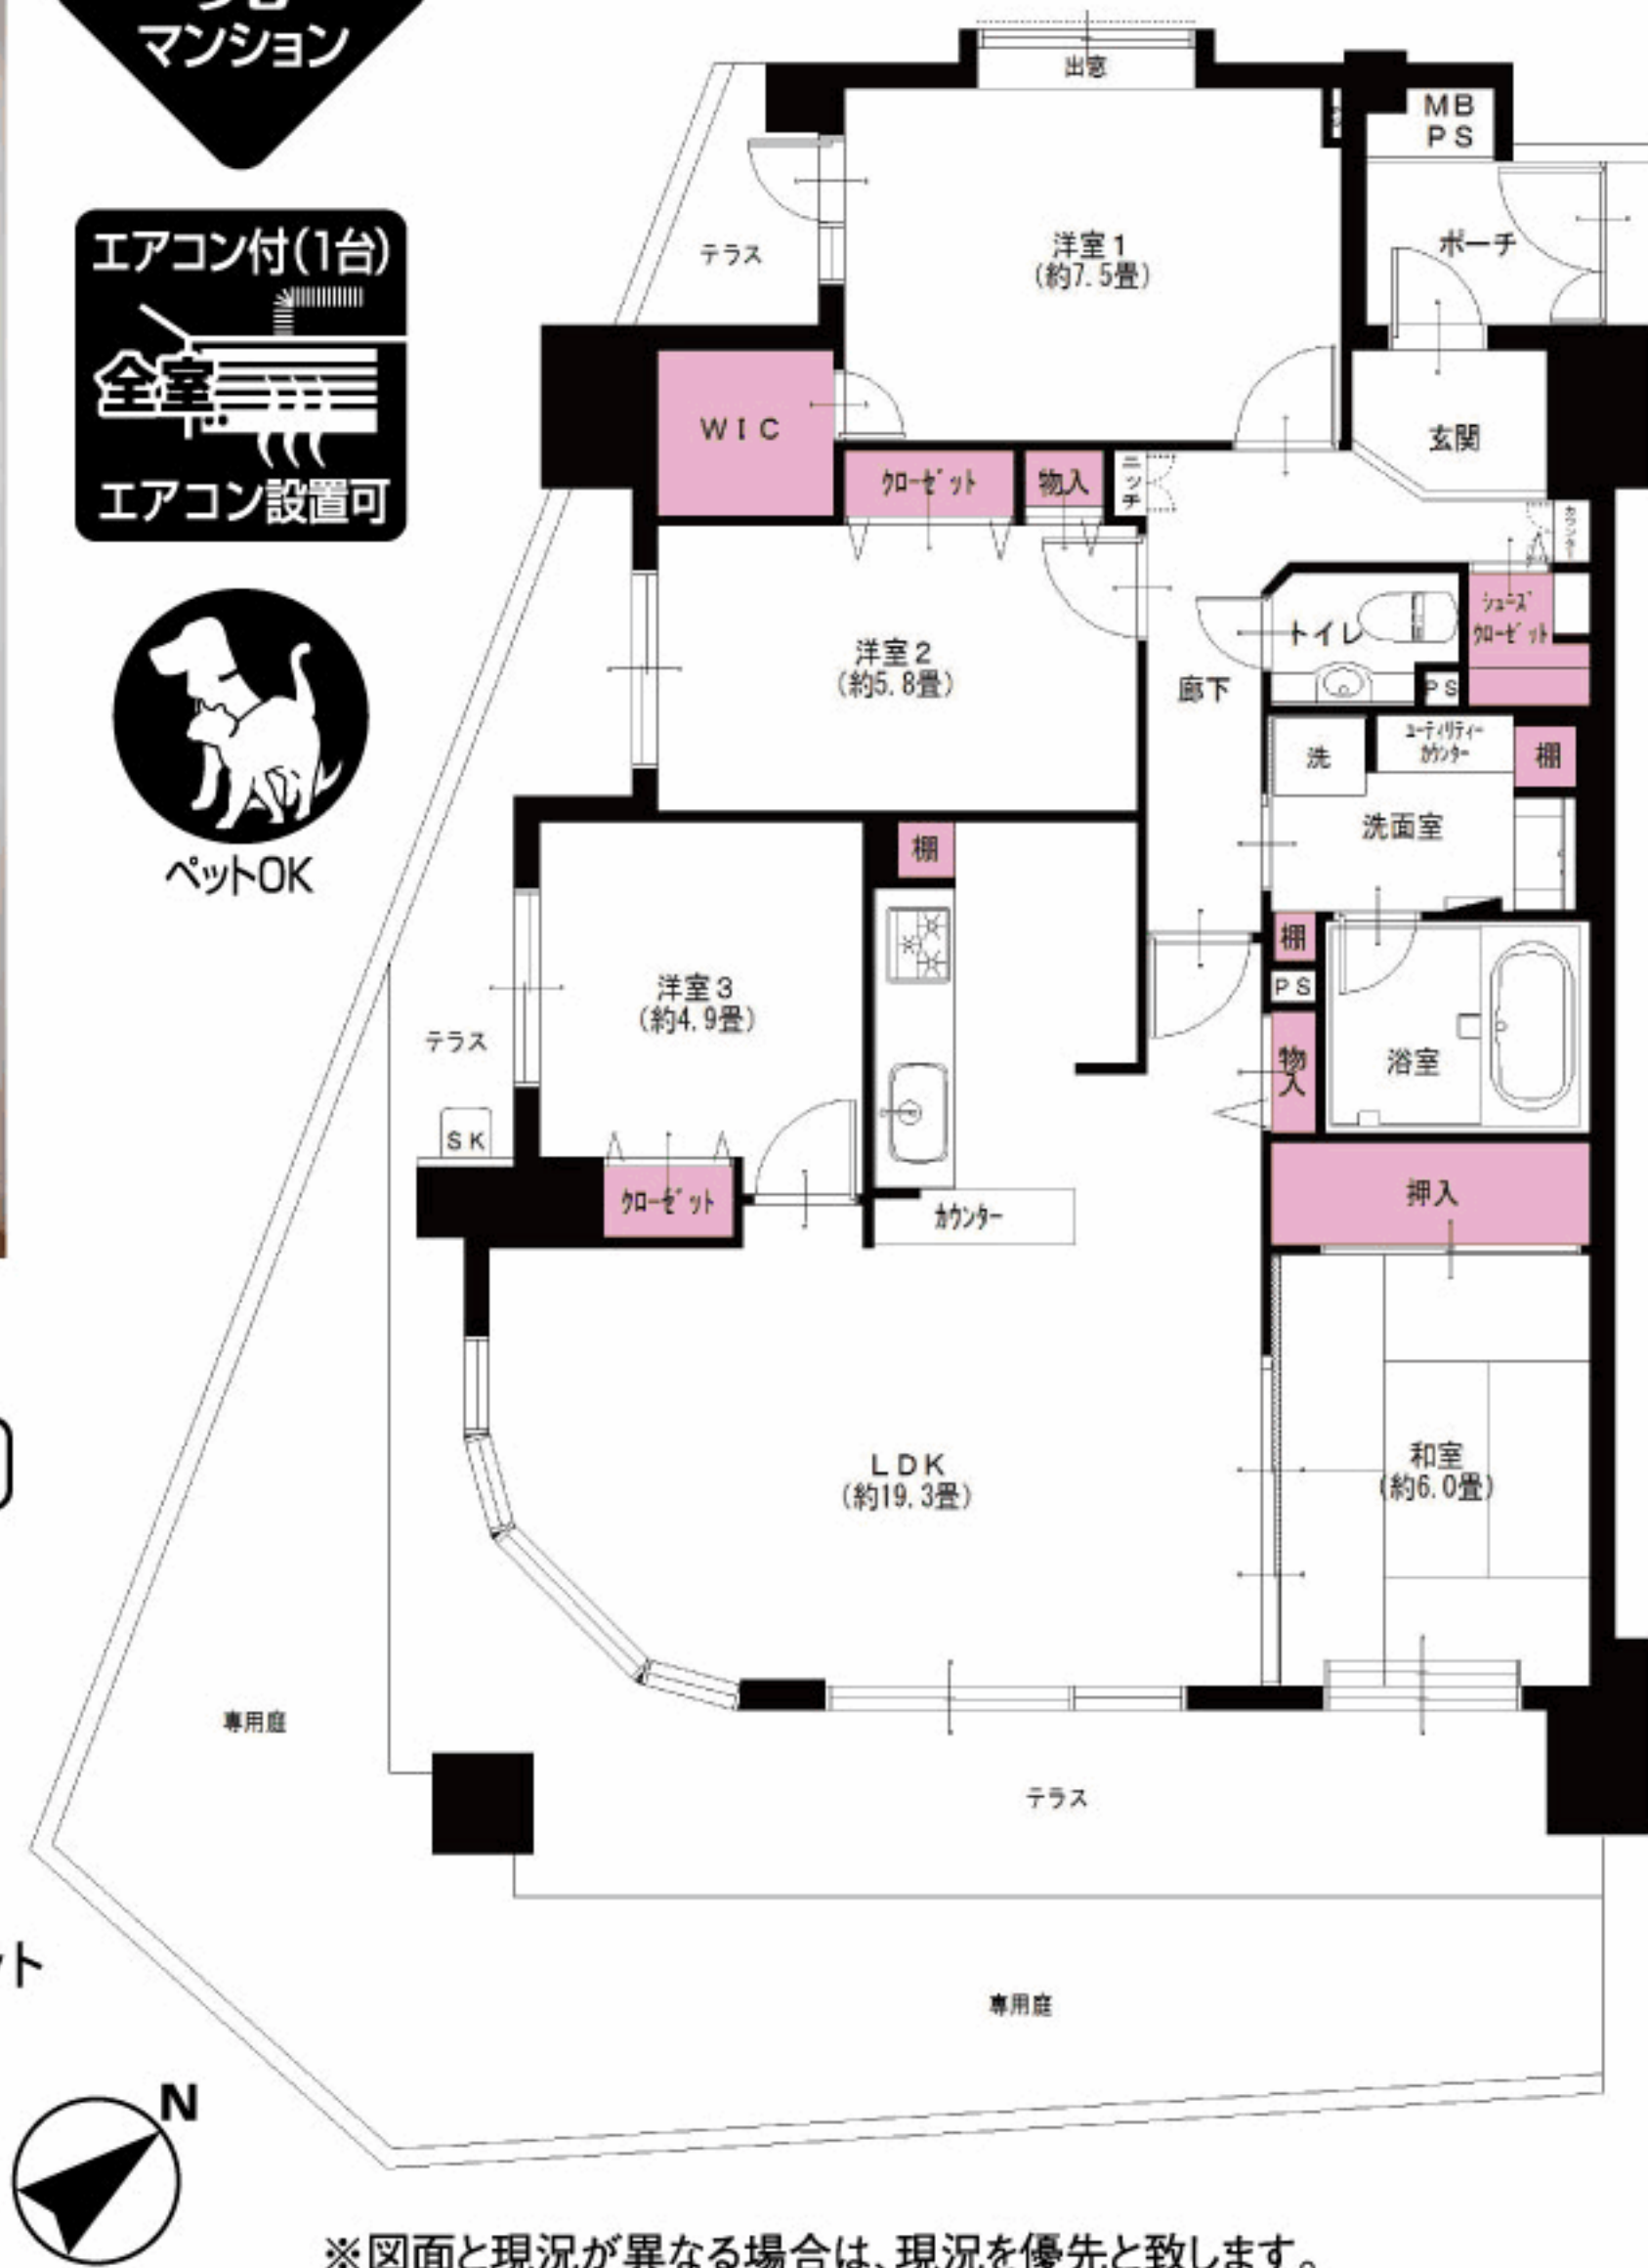 マンション
エアコン付(1台)
全室
エアコン設置可
ペットOK
出窓
MB
PS
ポーチ
テラス
洋室1
(約7.5畳)
WIC
クローゼット
物入
ニッチ
玄関
カウンター
洋室2
(約5.8畳)
トイレ
シューズ
クローゼット
PS
廊下
洗
ユーティリティー
カウンター
棚
洗面室
棚
洋室3
(約4.9畳)
棚
PS
テラス
物入
浴室
SK
クローゼット
カウンター
押入
LDK
(約19.3畳)
和室
(約6.0畳)
専用庭
テラス
専用庭
ット
N
※図面と現況が異なる場合は、現況を優先と致します。